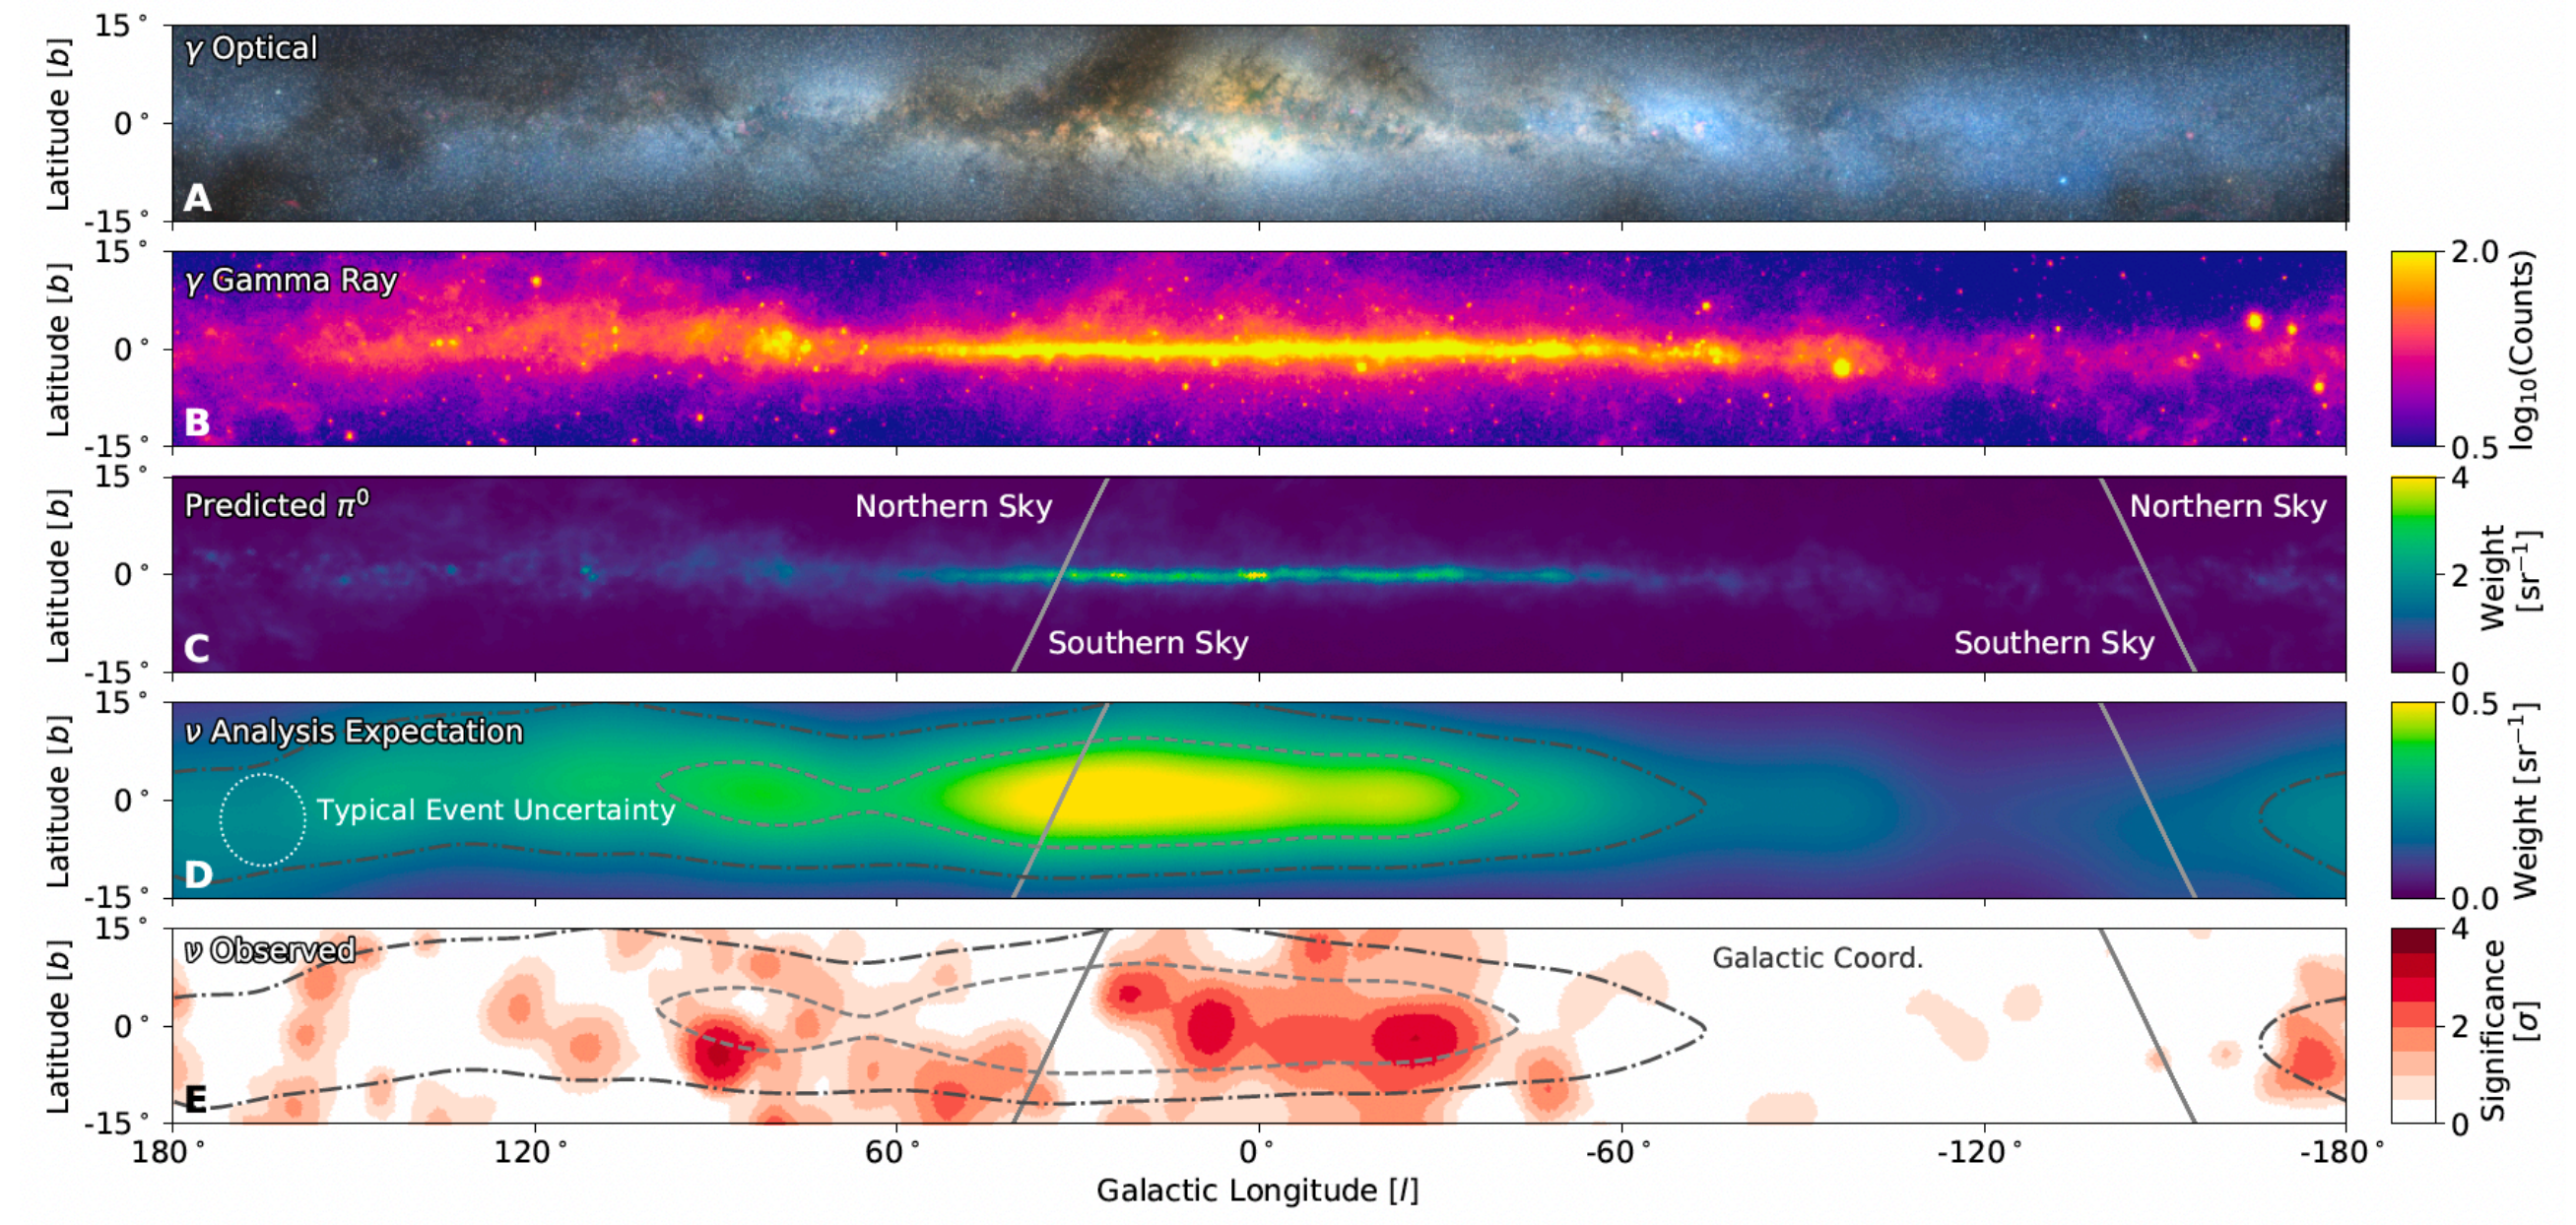 15°
γ Optical
0°
Latitude [b]
-15°
A
15°
γ Gamma Ray
0°
Latitude [b]
-15°
B
2.0
0.5
log₁₀(Counts)
15°
Predicted π⁰
Northern Sky
Northern Sky
0°
Latitude [b]
Southern Sky
Southern Sky
-15°
C
4
2
0
Weight
[sr⁻¹]
15°
ν Analysis Expectation
0°
Latitude [b]
Typical Event Uncertainty
-15°
D
0.5
0.0
Weight [sr⁻¹]
15°
ν Observed
Galactic Coord.
0°
Latitude [b]
-15°
E
4
2
0
Significance
[σ]
180°
120°
60°
0°
-60°
-120°
-180°
Galactic Longitude [l]